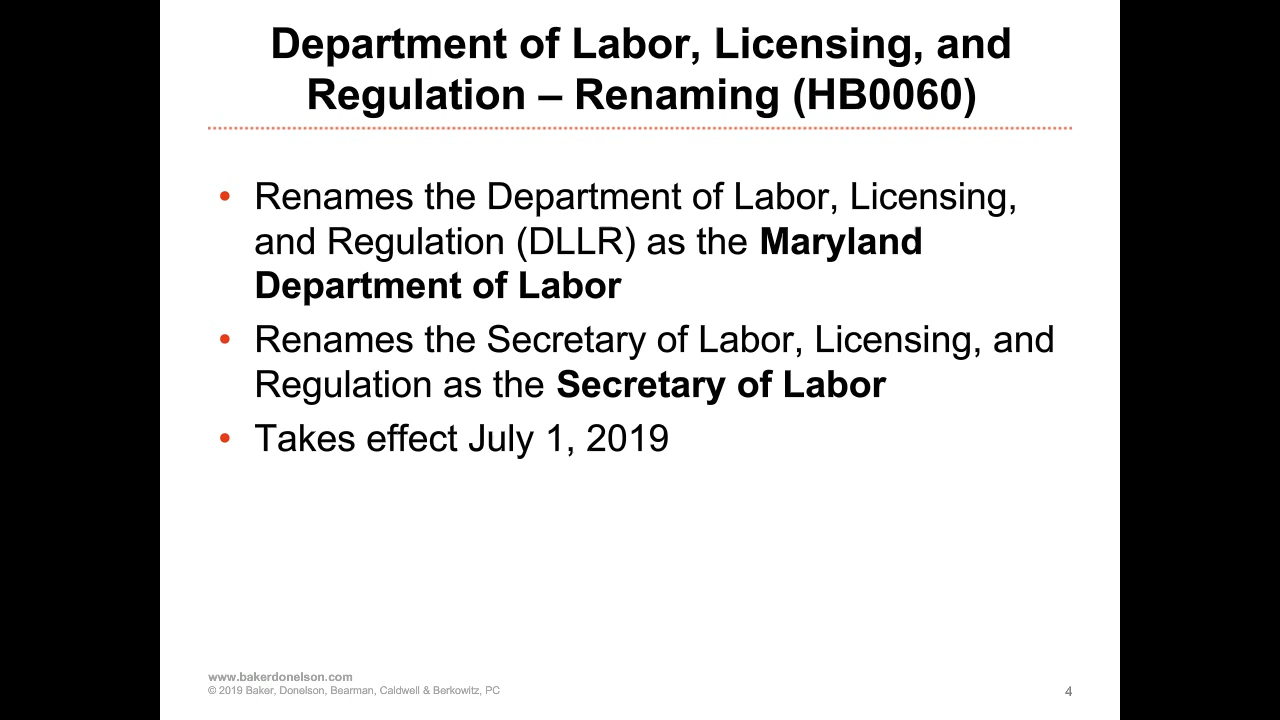 Department of Labor, Licensing, and
Regulation – Renaming (HB0060)
• Renames the Department of Labor, Licensing,
and Regulation (DLLR) as the Maryland
Department of Labor
• Renames the Secretary of Labor, Licensing, and
Regulation as the Secretary of Labor
• Takes effect July 1, 2019
www.bakerdonelson.com
© 2019 Baker, Donelson, Bearman, Caldwell & Berkowitz, PC
4